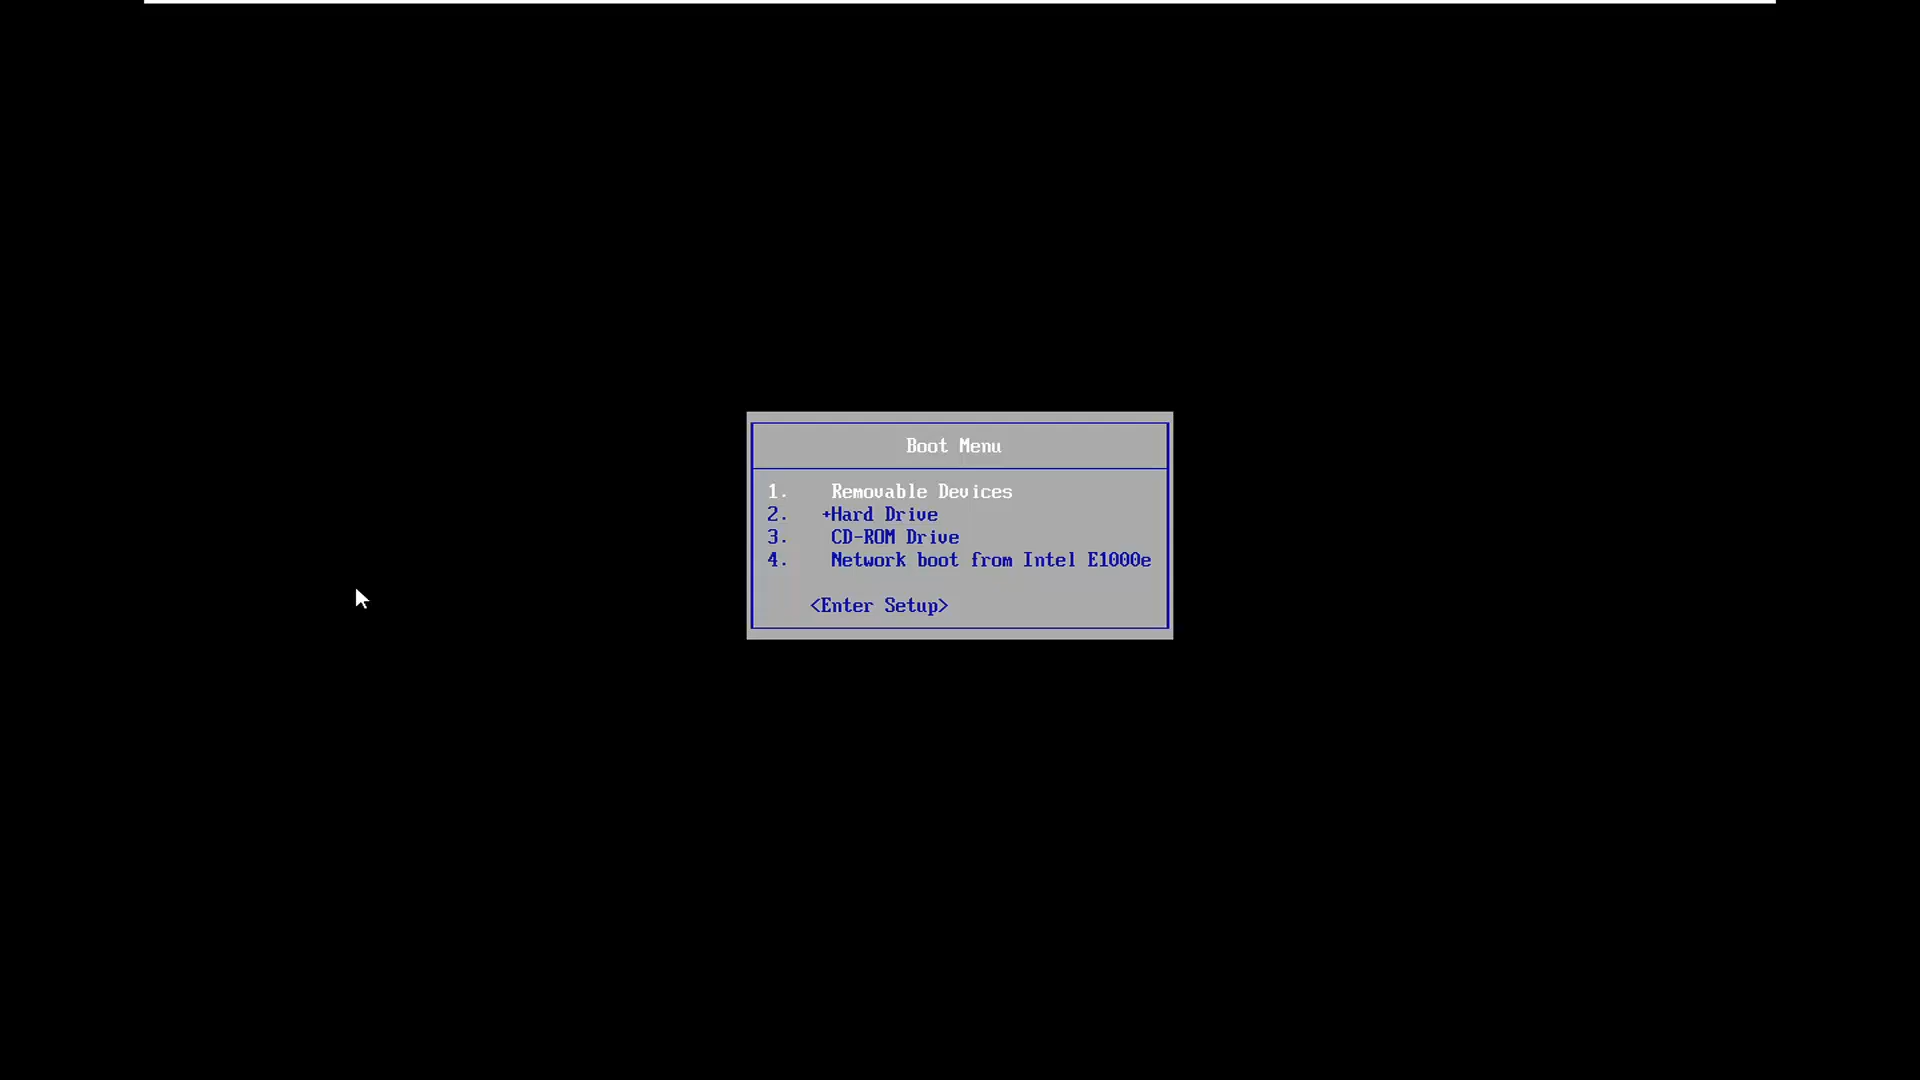 Boot Menu
1. Removable Devices
2. +Hard Drive
3. CD-ROM Drive
4. Network boot from Intel E1000e
<Enter Setup>